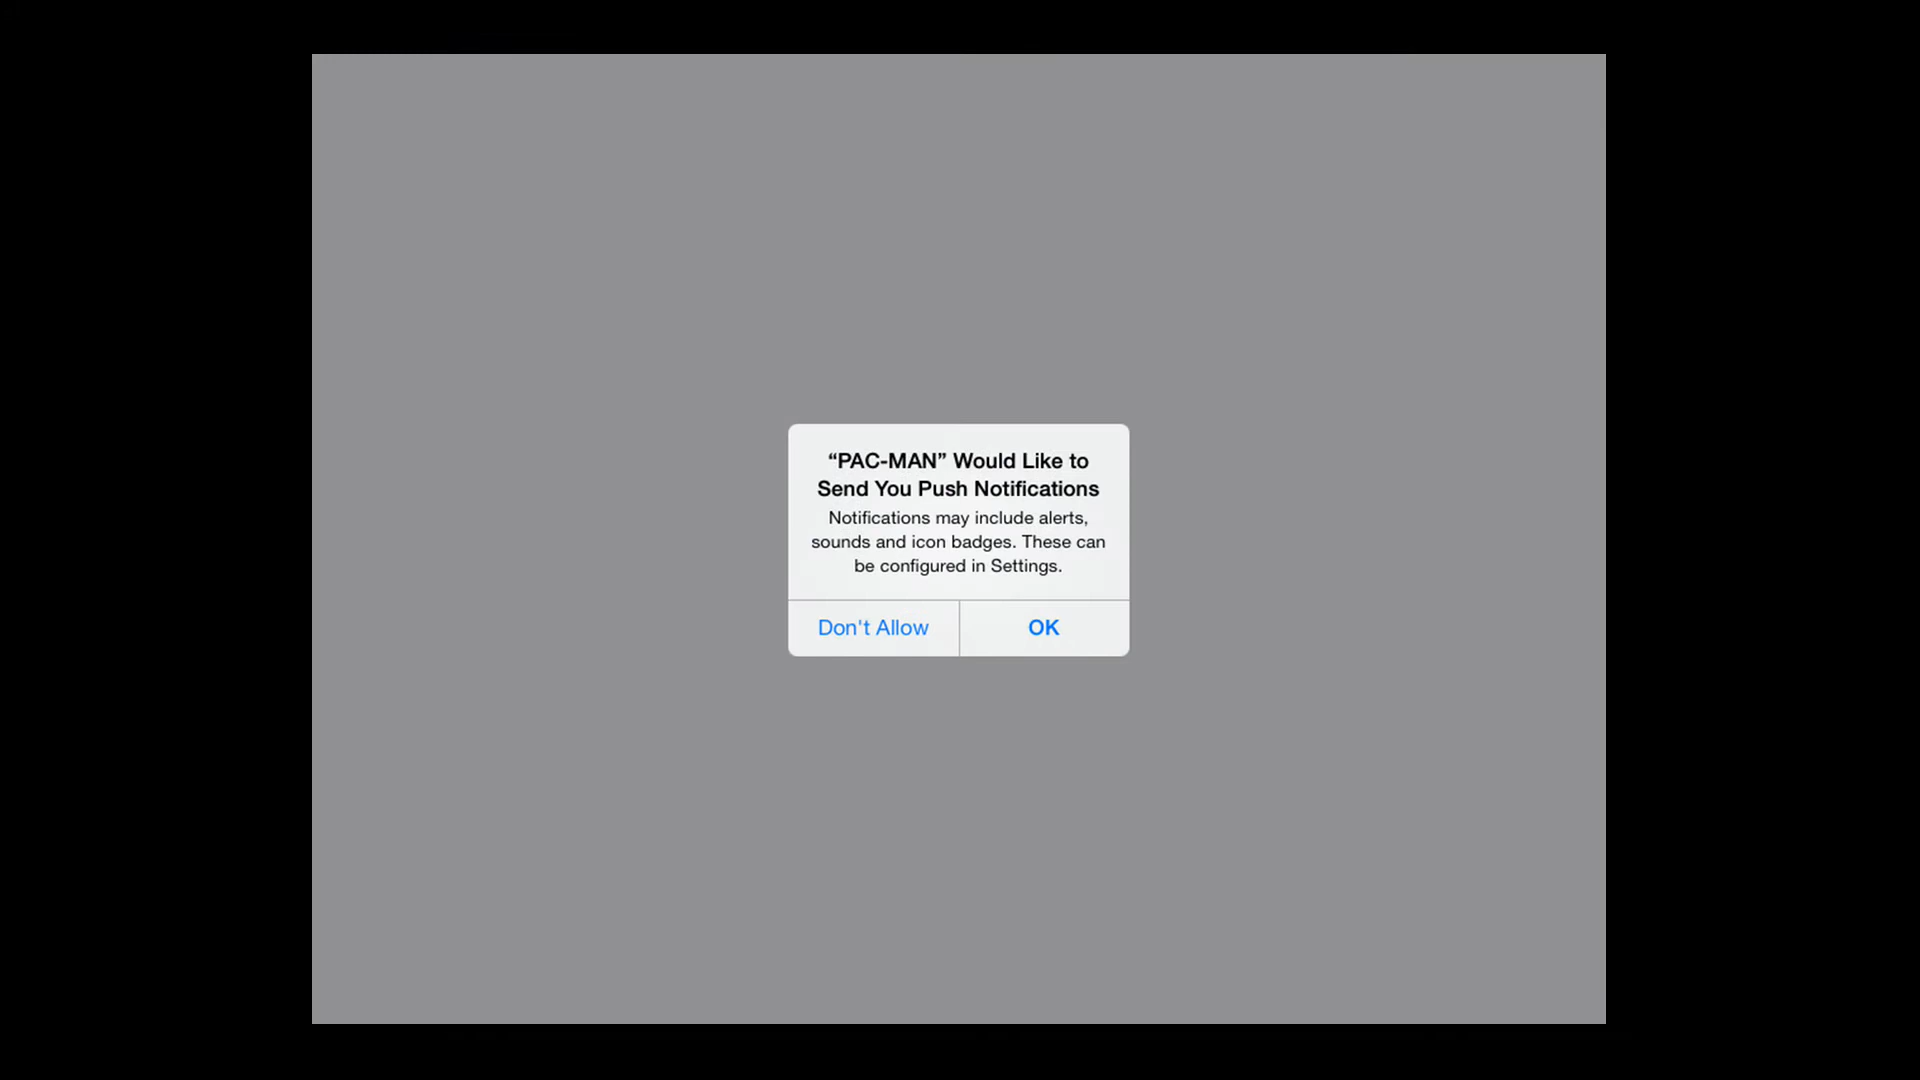 “PAC-MAN” Would Like to
Send You Push Notifications
Notifications may include alerts,
sounds and icon badges. These can
be configured in Settings.
Don't Allow
OK